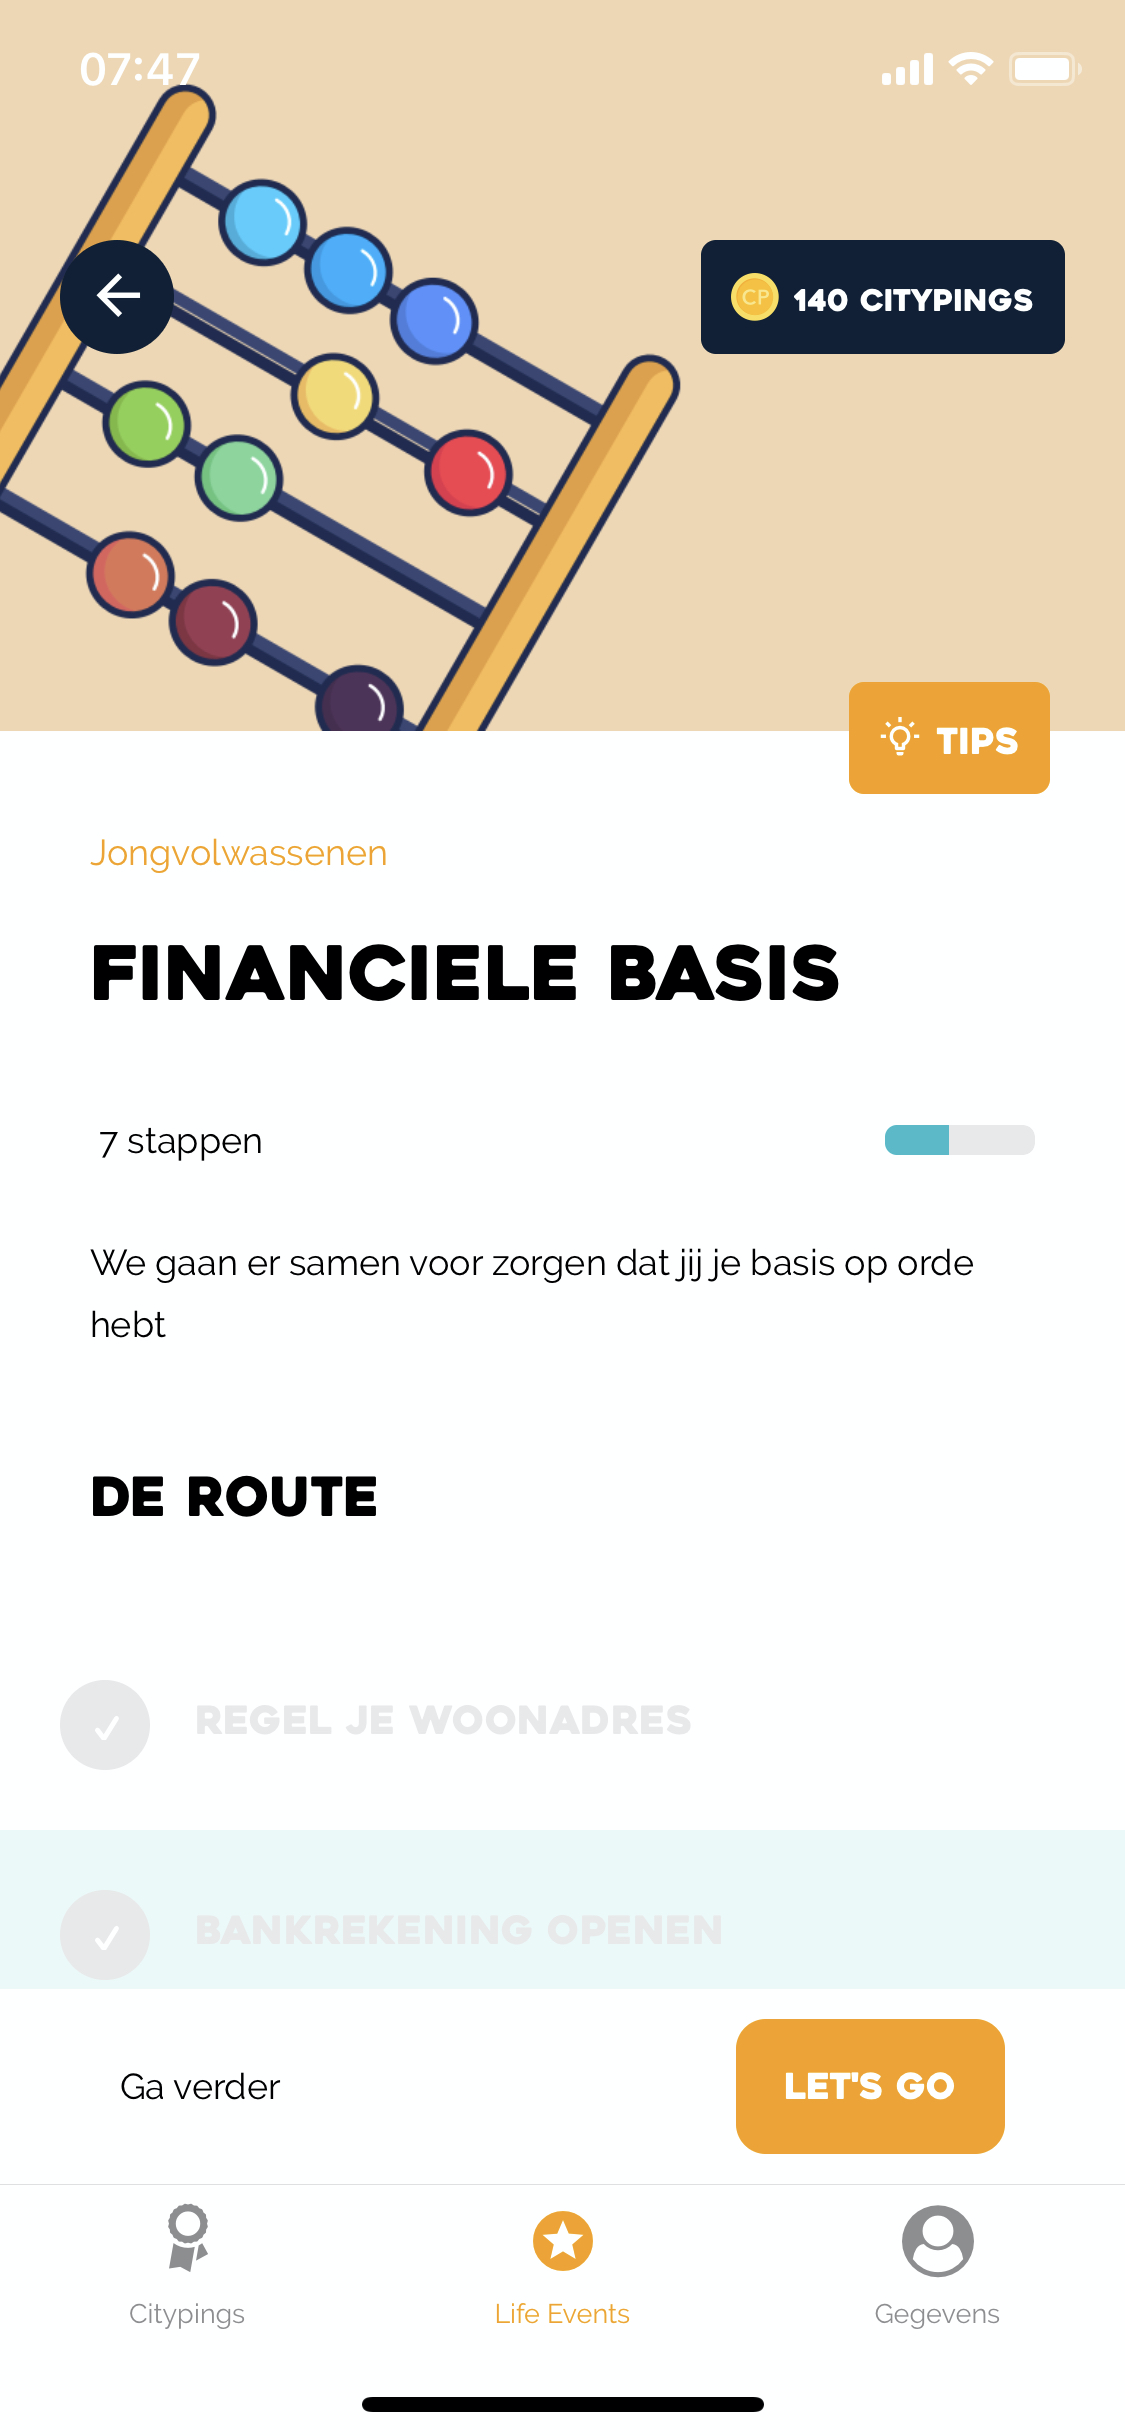 07:47
CP 140 CITYPINGS
TIPS
Jongvolwassenen
FINANCIELE BASIS
7 stappen
We gaan er samen voor zorgen dat jij je basis op orde
hebt
DE ROUTE
REGEL JE WOONADRES
BANKREKENING OPENEN
Ga verder
LET'S GO
Citypings
Life Events
Gegevens